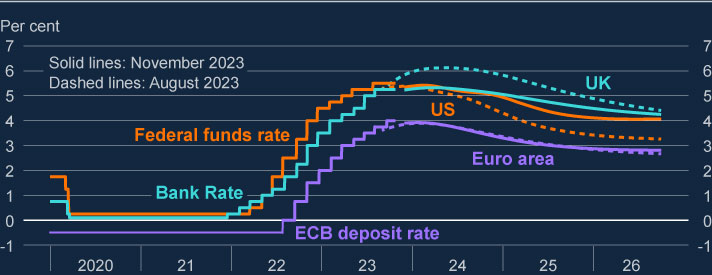 Per cent
7 7
Solid lines: November 2023
6 6
Dashed lines: August 2023
UK
5 5
US
4 4
Federal funds rate
3 3
Euro area
2 2
Bank Rate
1 1
0 0
ECB deposit rate
-1 -1
2020 21 22 23 24 25 26